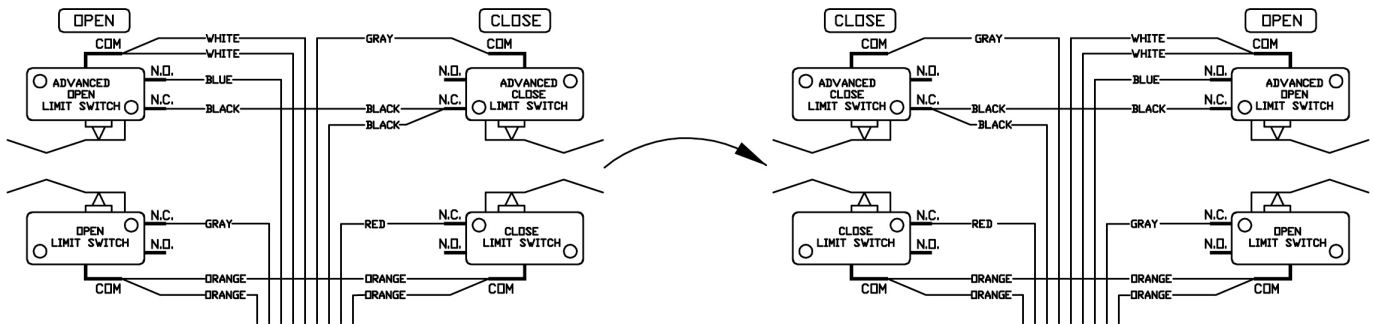 OPEN
CLOSE
COM
WHITE
GRAY
COM
WHITE
N.O.
N.O.
ADVANCED
OPEN
LIMIT SWITCH
BLUE
ADVANCED
CLOSE
LIMIT SWITCH
N.C.
BLACK
BLACK
N.C.
BLACK
N.C.
N.C.
OPEN
LIMIT SWITCH
GRAY
RED
CLOSE
LIMIT SWITCH
N.O.
N.O.
COM
ORANGE
ORANGE
COM
ORANGE
ORANGE
CLOSE
OPEN
COM
GRAY
WHITE
COM
WHITE
N.O.
N.O.
ADVANCED
CLOSE
LIMIT SWITCH
BLUE
ADVANCED
OPEN
LIMIT SWITCH
N.C.
BLACK
BLACK
N.C.
BLACK
N.C.
N.C.
CLOSE
LIMIT SWITCH
RED
GRAY
OPEN
LIMIT SWITCH
N.O.
N.O.
COM
ORANGE
ORANGE
COM
ORANGE
ORANGE